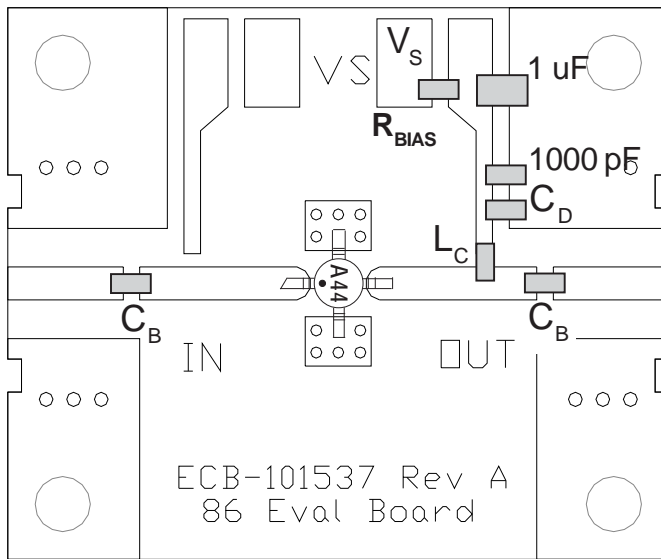 VS
V_S
1 uF
R_BIAS
1000 pF
C_D
L_C
A44
C_B
C_B
IN
OUT
ECB-101537 Rev A
86 Eval Board